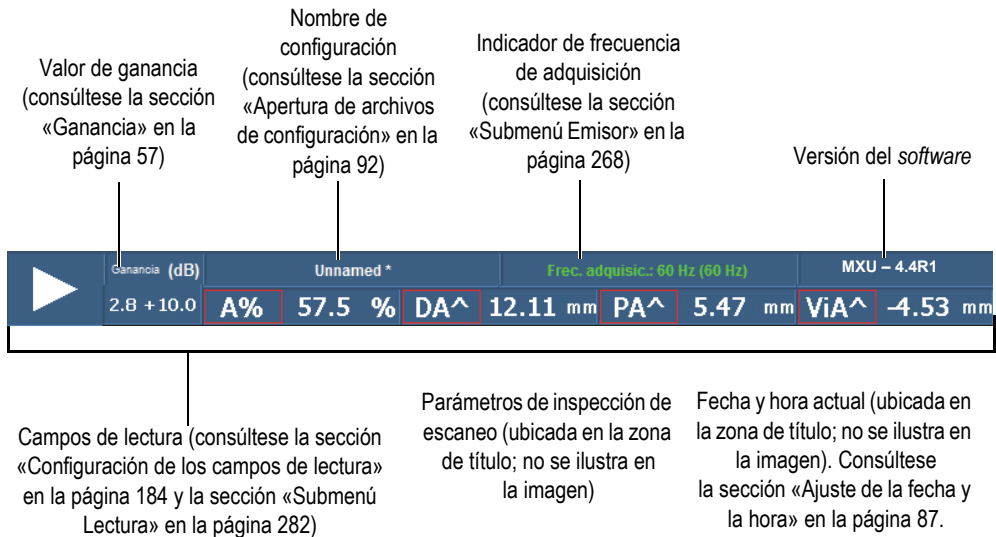 Valor de ganancia
(consúltese la sección
«Ganancia» en la
página 57)
Nombre de
configuración
(consúltese la sección
«Apertura de archivos
de configuración» en la
página 92)
Indicador de frecuencia
de adquisición
(consúltese la sección
«Submenú Emisor» en la
página 268)
Versión del software
Ganancia (dB)
Unnamed *
Frec. adquisic.: 60 Hz (60 Hz)
MXU – 4.4R1
2.8 +10.0 A% 57.5 % DA^ 12.11 mm PA^ 5.47 mm ViA^ -4.53 mm
Campos de lectura (consúltese la sección
«Configuración de los campos de lectura»
en la página 184 y la sección «Submenú
Lectura» en la página 282)
Parámetros de inspección de
escaneo (ubicada en la zona
de título; no se ilustra en
la imagen)
Fecha y hora actual (ubicada en
la zona de título; no se ilustra en
la imagen). Consúltese
la sección «Ajuste de la fecha y
la hora» en la página 87.